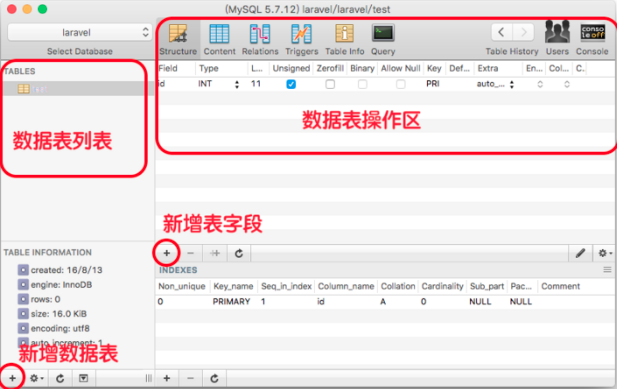 (MySQL 5.7.12) laravel/laravel/test
laravel
Select Database
Structure Content Relations Triggers Table Info Query
Table History Users Console
console off
TABLES
test
Field Type L... Unsigned Zerofill Binary Allow Null Key Def... Extra En... Col... C.
id INT 11 PRI auto_...
数据表列表
数据表操作区
新增表字段
TABLE INFORMATION
created: 16/8/13
engine: InnoDB
rows: 0
size: 16.0 KiB
encoding: utf8
auto_increment: 1
新增数据表
INDEXES
Non_unique Key_name Seq_in_index Column_name Collation Cardinality Sub_part Pac... Comment
0 PRIMARY 1 id A 0 NULL NULL